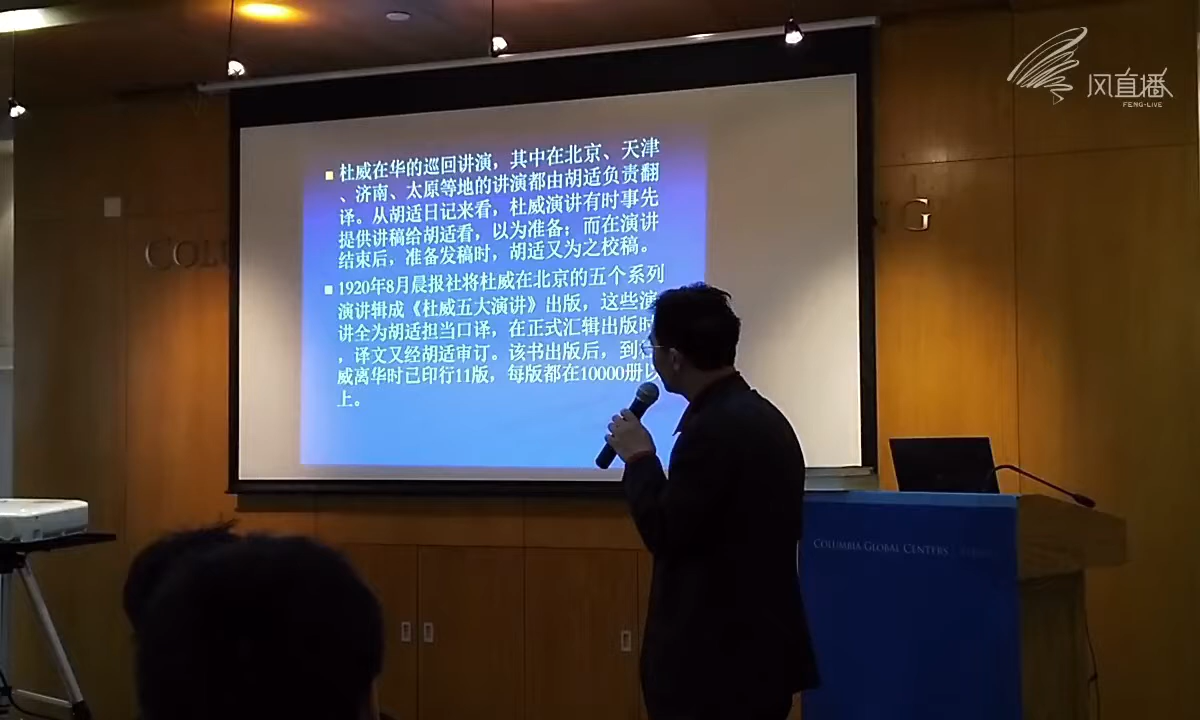 风直播
FENG-LIVE
COLU
NG
杜威在华的巡回讲演，其中在北京、天津
、济南、太原等地的讲演都由胡适负责翻
译。从胡适日记来看，杜威演讲有时事先
提供讲稿给胡适看，以为准备；而在演讲
结束后，准备发稿时，胡适又为之校稿。
1920年8月晨报社将杜威在北京的五个系列
演讲辑成《杜威五大演讲》出版，这些演
讲全为胡适担当口译，在正式汇辑出版时
，译文又经胡适审订。该书出版后，到
威离华时已印行11版，每版都在10000册以
上。
COLUMBIA GLOBAL CENTERS